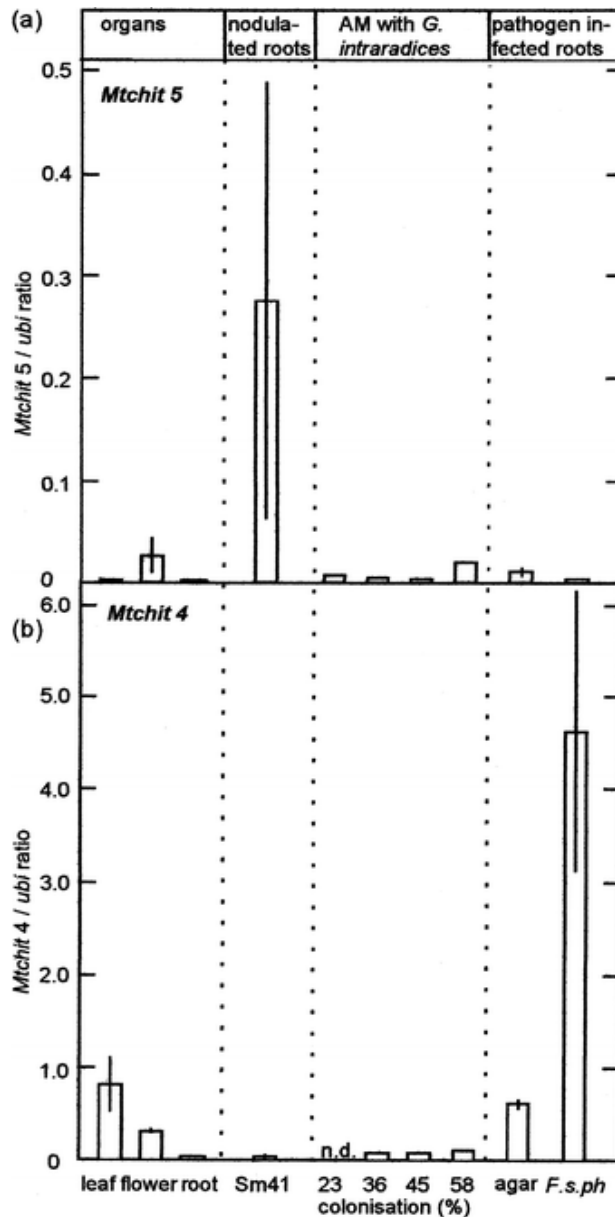 (a)
organs
nodula-
ted roots
AM with G.
intraradices
pathogen in-
fected roots
Mtchit 5
0.5
0.4
0.3
0.2
0.1
0
Mtchit 5 / ubi ratio
(b)
Mtchit 4
6.0
5.0
4.0
3.0
2.0
1.0
0
Mtchit 4 / ubi ratio
n.d.
leaf flower root Sm41 23 36 45 58 agar F.s.ph
colonisation (%)